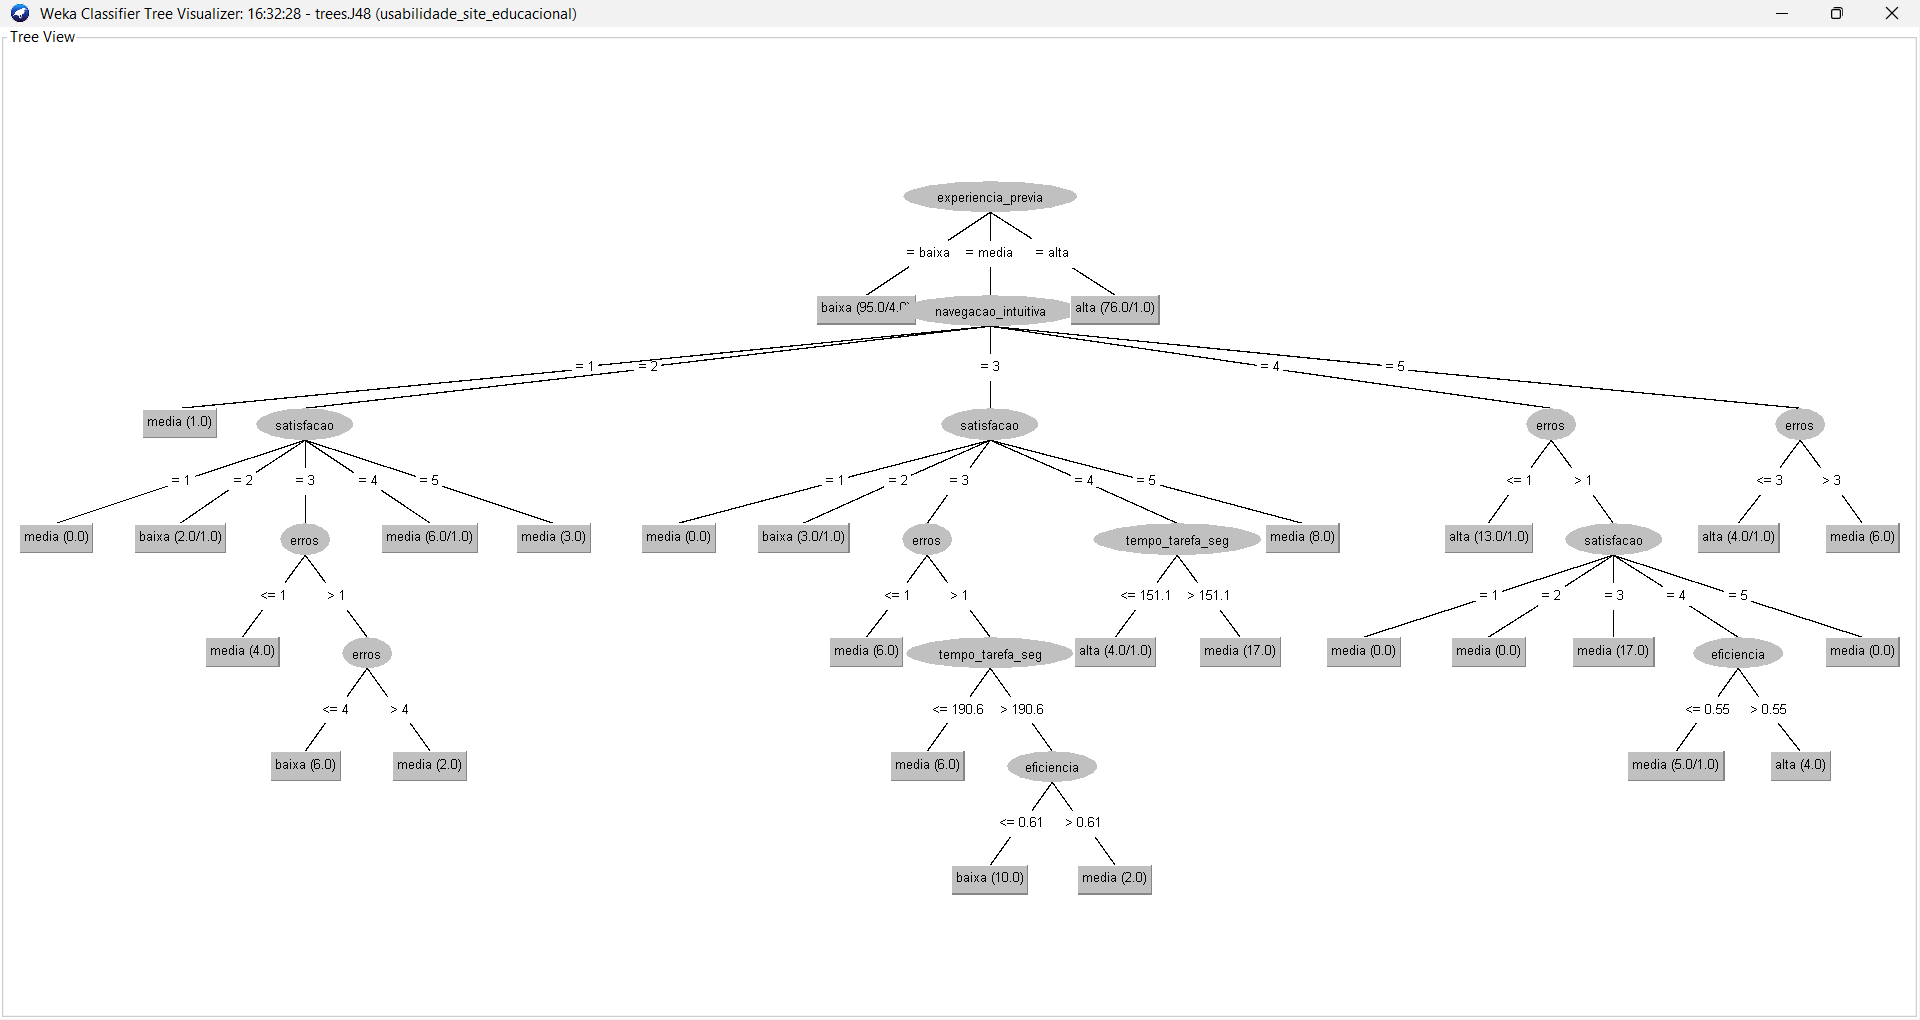 Weka Classifier Tree Visualizer: 16:32:28 - trees.J48 (usabilidade_site_educacional)
Tree View
experiencia_previa
= baixa = media = alta
baixa (95.0/4.0) navegacao_intuitiva alta (76.0/1.0)
= 1 = 2 = 3 = 4 = 5
media (1.0) satisfacao satisfacao erros erros
= 1 = 2 = 3 = 4 = 5 = 1 = 2 = 3 = 4 = 5 <= 1 > 1 <= 3 > 3
media (0.0) baixa (2.0/1.0) erros media (6.0/1.0) media (3.0) media (0.0) baixa (3.0/1.0) erros tempo_tarefa_seg media (8.0) alta (13.0/1.0) satisfacao alta (4.0/1.0) media (6.0)
<= 1 > 1 <= 1 > 1 <= 151.1 > 151.1 = 1 = 2 = 3 = 4 = 5
media (4.0) erros media (6.0) tempo_tarefa_seg alta (4.0/1.0) media (17.0) media (0.0) media (0.0) media (17.0) eficiencia media (0.0)
<= 4 > 4 <= 190.6 > 190.6 <= 0.55 > 0.55
baixa (6.0) media (2.0) media (6.0) eficiencia media (5.0/1.0) alta (4.0)
<= 0.61 > 0.61
baixa (10.0) media (2.0)